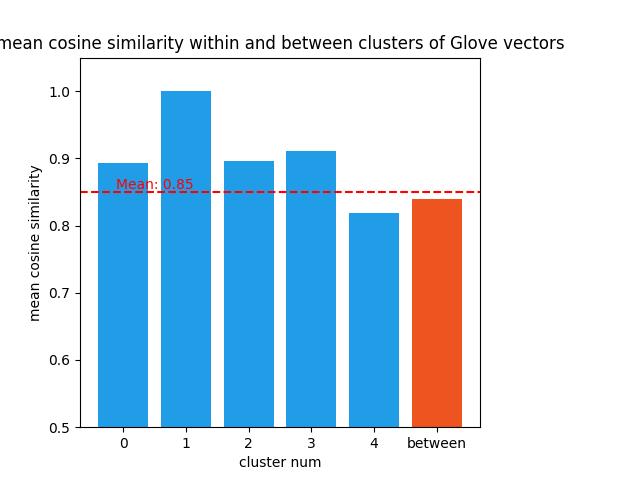 mean cosine similarity within and between clusters of Glove vectors
1.0
0.9
0.8
0.7
0.6
0.5
mean cosine similarity
Mean: 0.85
0 1 2 3 4 between
cluster num